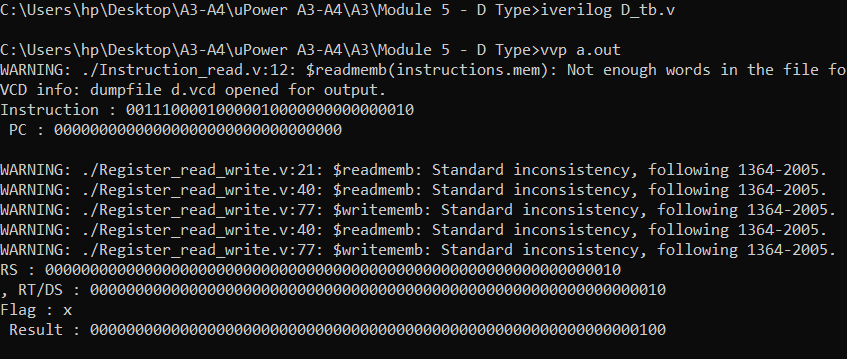 C:\Users\hp\Desktop\A3-A4\uPower A3-A4\A3\Module 5 - D Type>iverilog D_tb.v
C:\Users\hp\Desktop\A3-A4\uPower A3-A4\A3\Module 5 - D Type>vvp a.out
WARNING: ./Instruction_read.v:12: $readmemb(instructions.mem): Not enough words in the file fo
VCD info: dumpfile d.vcd opened for output.
Instruction : 00111000010000010000000000000010
PC : 00000000000000000000000000000000
WARNING: ./Register_read_write.v:21: $readmemb: Standard inconsistency, following 1364-2005.
WARNING: ./Register_read_write.v:40: $readmemb: Standard inconsistency, following 1364-2005.
WARNING: ./Register_read_write.v:77: $writememb: Standard inconsistency, following 1364-2005.
WARNING: ./Register_read_write.v:40: $readmemb: Standard inconsistency, following 1364-2005.
WARNING: ./Register_read_write.v:77: $writememb: Standard inconsistency, following 1364-2005.
RS : 0000000000000000000000000000000000000000000000000000000000000010
, RT/DS : 0000000000000000000000000000000000000000000000000000000000000010
Flag : x
Result : 0000000000000000000000000000000000000000000000000000000000000100